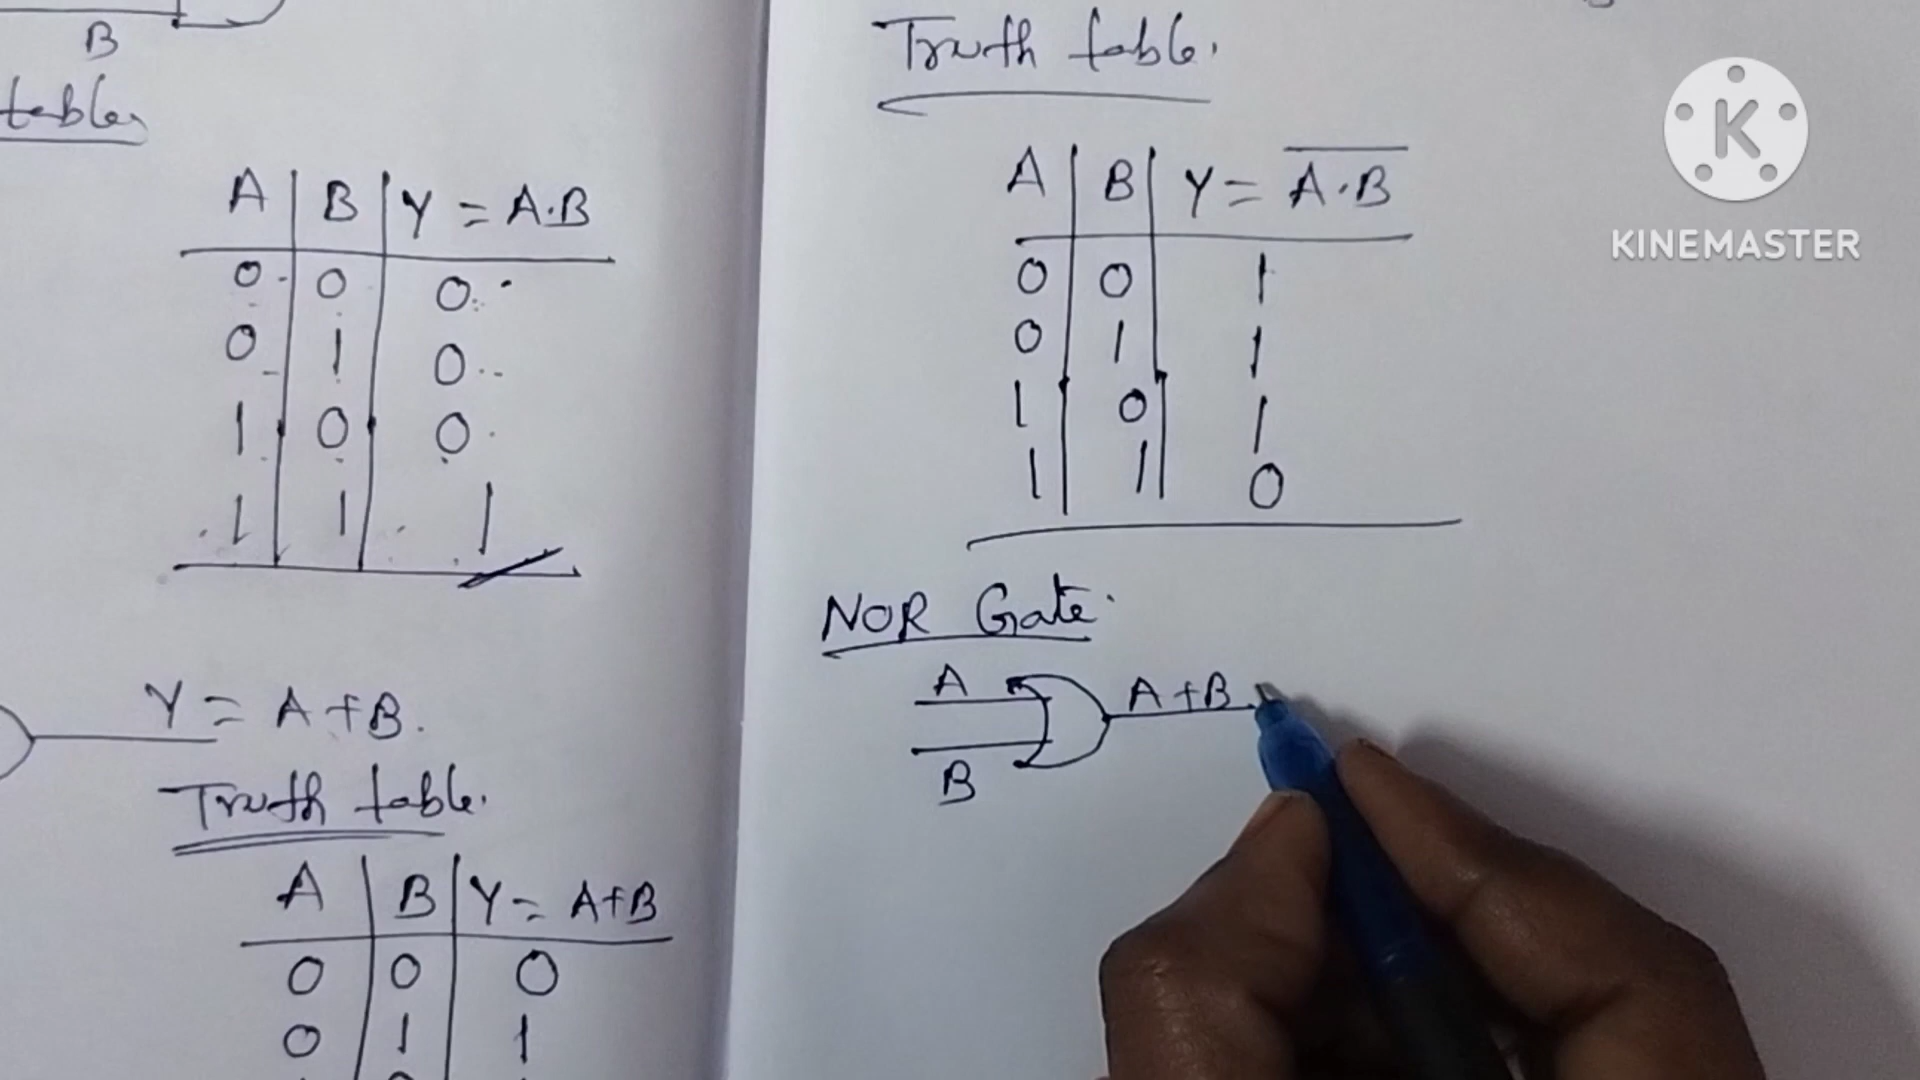 B
table
A B Y = A.B
0 0 0
0 1 0
1 0 0
1 1 1
Y = A+B.
Truth table.
A B Y = A+B
0 0 0
0 1 1
Truth table.
A B Y = \overline{A.B}
0 0 1
0 1 1
1 0 1
1 1 0
NOR Gate.
A
A+B
B
K
KINEMASTER